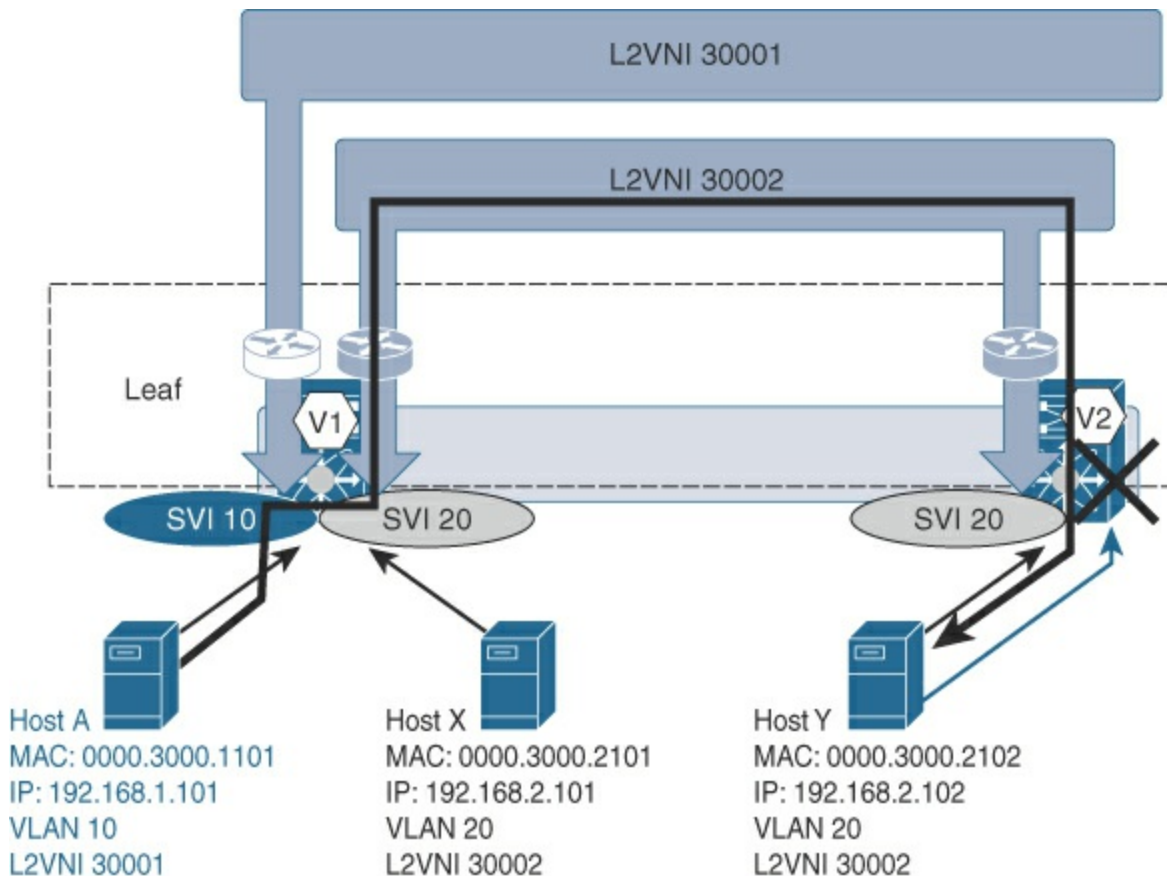 L2VNI 30001
L2VNI 30002
Leaf
V1
V2
SVI 10
SVI 20
SVI 20
Host A
MAC: 0000.3000.1101
IP: 192.168.1.101
VLAN 10
L2VNI 30001
Host X
MAC: 0000.3000.2101
IP: 192.168.2.101
VLAN 20
L2VNI 30002
Host Y
MAC: 0000.3000.2102
IP: 192.168.2.102
VLAN 20
L2VNI 30002